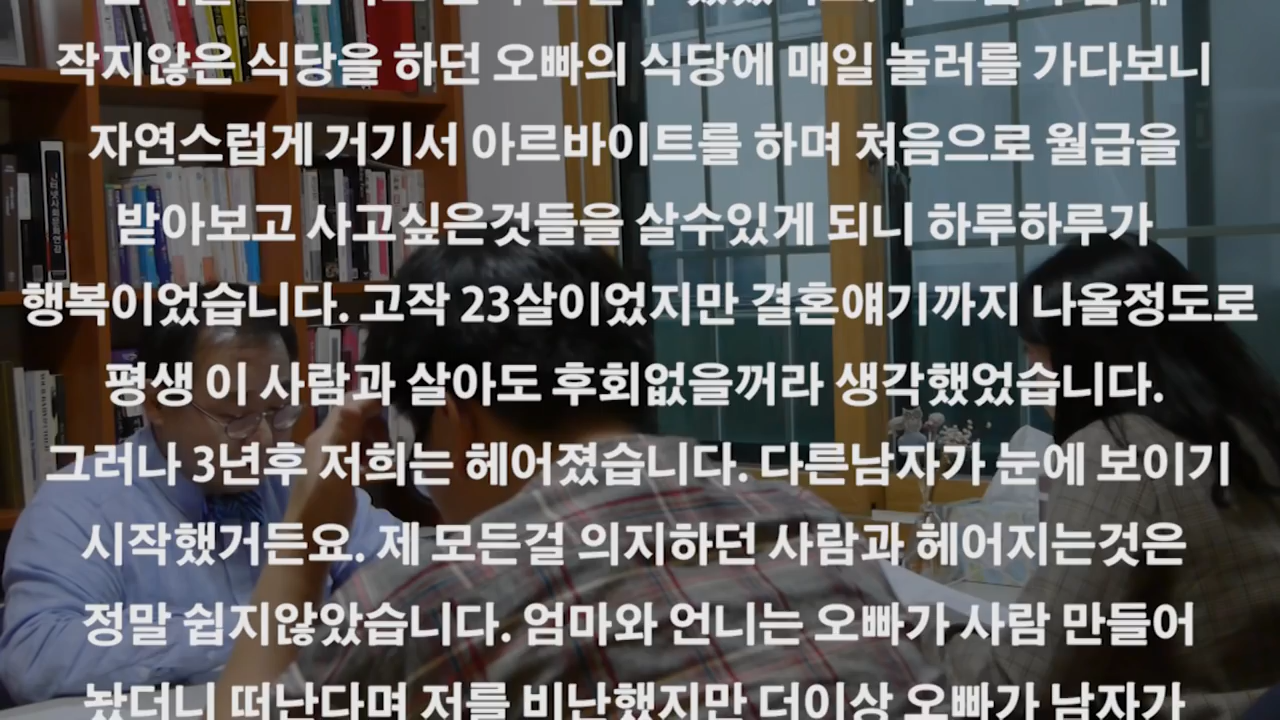 작지않은 식당을 하던 오빠의 식당에 매일 놀러를 가다보니
자연스럽게 거기서 아르바이트를 하며 처음으로 월급을
받아보고 사고싶은것들을 살수있게 되니 하루하루가
행복이었습니다. 고작 23살이었지만 결혼얘기까지 나올정도로
평생 이 사람과 살아도 후회없을꺼라 생각했었습니다.
그러나 3년후 저희는 헤어졌습니다. 다른남자가 눈에 보이기
시작했거든요. 제 모든걸 의지하던 사람과 헤어지는것은
정말 쉽지않았습니다. 엄마와 언니는 오빠가 사람 만들어
놨더니 떠난다며 저를 비난했지만 더이상 오빠가 남자가